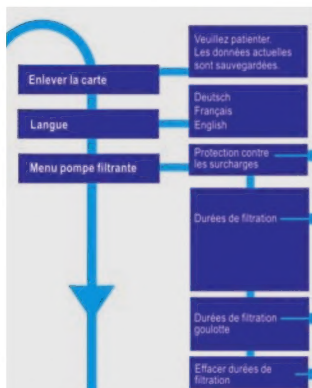 Veuillez patienter.
Les données actuelles
sont sauvegardées.
Enlever la carte
Deutsch
Français
English
Langue
Protection contre
les surcharges
Menu pompe filtrante
Durées de filtration
Durées de filtration
goulotte
Effacer durées de
filtration